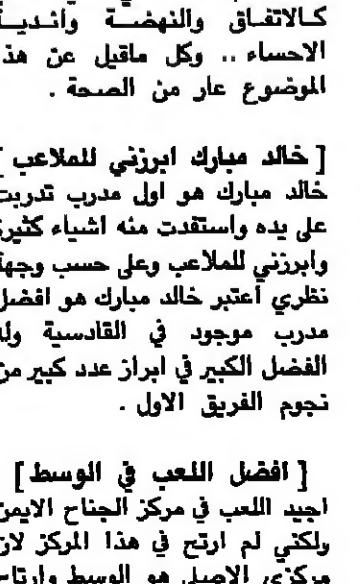 كالاتفاق والنهضة واندية
الاحساء .. وكل ماقيل عن هذ
الموضوع عار من الصحة .
[ خالد مبارك ابرزني للملاعب ]
خالد مبارك هو اول مدرب تدربت
على يده واستفدت منه اشياء كثيرة
وابرزني للملاعب وعلى حسب وجهة
نظري اعتبر خالد مبارك هو افضل
مدرب موجود في القادسية وله
الفضل الكبير في ابراز عدد كبير من
نجوم الفريق الاول .
[ افضل اللعب في الوسط ]
اجيد اللعب في مركز الجناح الايمن
ولكني لم ارتح في هذا المركز لان
مركزي الاصلي هو الوسط وارتاح